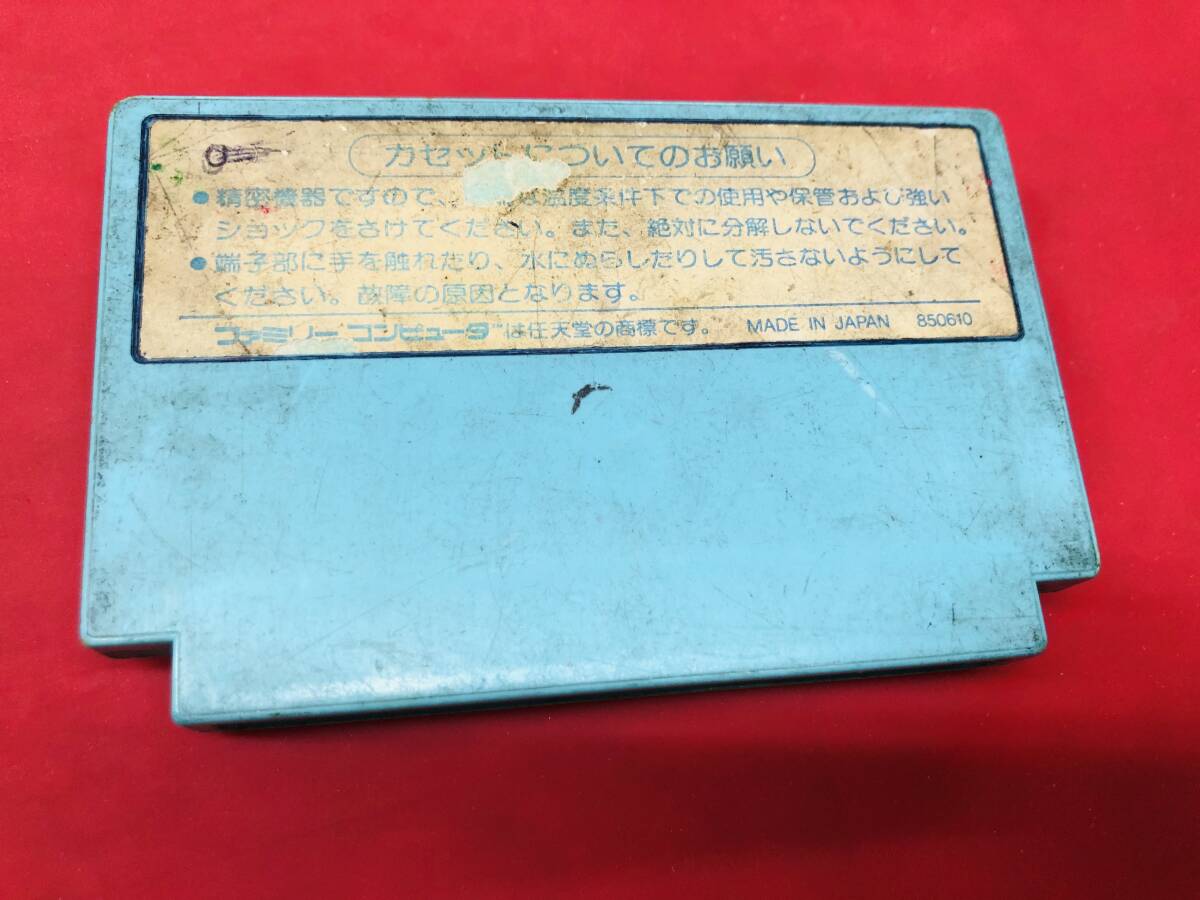 カセットについてのお願い
●精密機器ですので、 な温度条件下での使用や保管および強い
ショックをさけてください。また、絶対に分解しないでください。
●端子部に手を触れたり、水にぬらしたりして汚さないようにして
ください。故障の原因となります。
ファミリーコンピュータ™は任天堂の商標です。 MADE IN JAPAN 850610